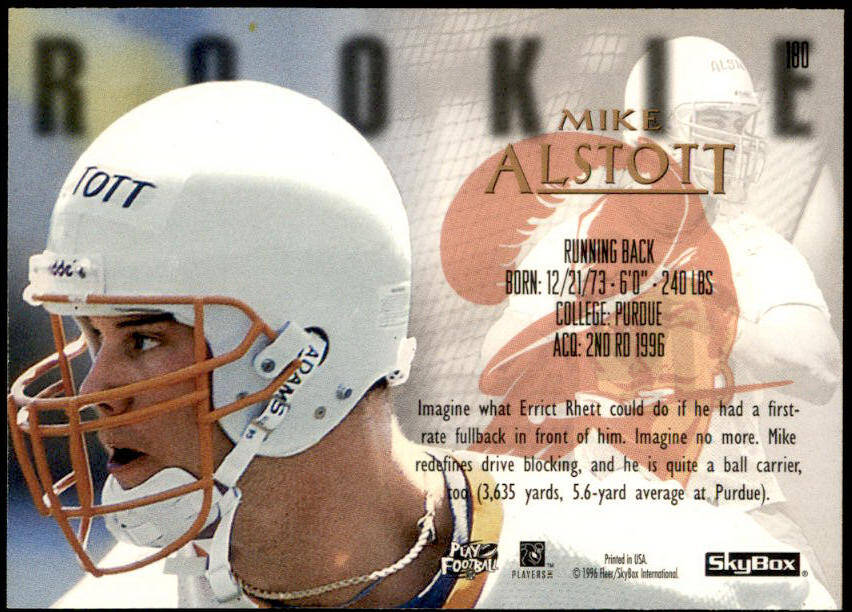 ROOKIE
180
MIKE
ALSTOTT
TOTT
RUNNING BACK
BORN: 12/21/73 • 6'0" • 240 LBS
COLLEGE: PURDUE
ACQ: 2ND RD 1996
ADAMS
Imagine what Errict Rhett could do if he had a first-
rate fullback in front of him. Imagine no more. Mike
redefines drive blocking, and he is quite a ball carrier,
too (3,635 yards, 5.6-yard average at Purdue).
PLAY
FOOTBALL
PLAYERS INC
Printed in USA.
© 1996 Fleer/SkyBox International.
SkyBox®